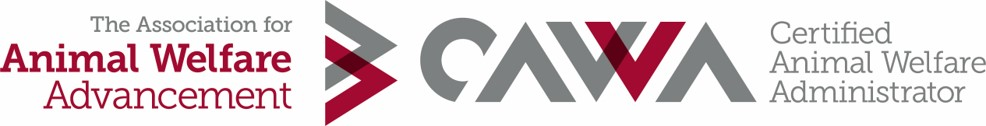 The Association for
Animal Welfare
Advancement
CAWA
Certified
Animal Welfare
Administrator